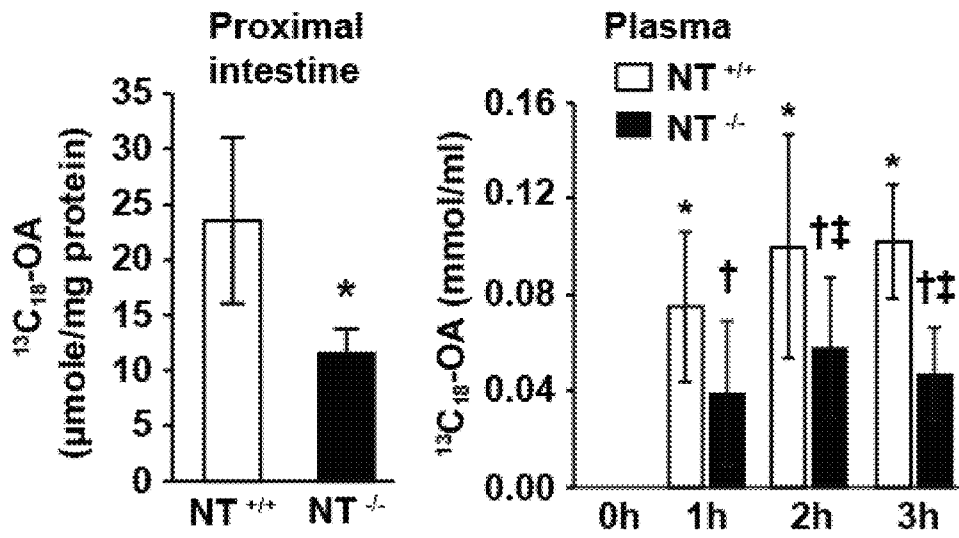 Proximal
intestine
¹³C₁₈-OA
(µmole/mg protein)
35
30
25
20
15
10
5
0
*
NT +/+
NT -/-
Plasma
NT +/+
NT -/-
¹³C₁₈-OA (mmol/ml)
0.16
0.12
0.08
0.04
0.00
*
†
*
†‡
*
†‡
0h 1h 2h 3h